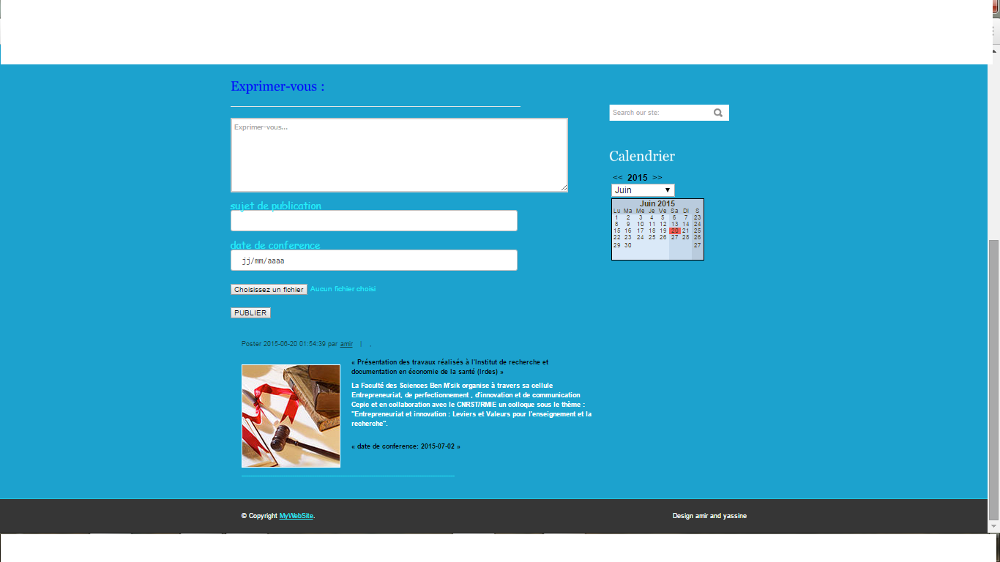 Exprimer-vous :
Exprimer-vous...
sujet de publication
date de conference
jj/mm/aaaa
Choisissez un fichier Aucun fichier choisi
PUBLIER
Search our ste:
Calendrier
<< 2015 >>
Juin ▼
Juin 2015
Lu Ma Me Je Ve Sa Di S
1 2 3 4 5 6 7 23
8 9 10 11 12 13 14 24
15 16 17 18 19 20 21 25
22 23 24 25 26 27 28 26
29 30 27
Poster 2015-06-20 01:54:39 par amir | .
« Présentation des travaux réalisés à l'Institut de recherche et
documentation en économie de la santé (Irdes) »
La Faculté des Sciences Ben M'sik organise à travers sa cellule
Entrepreneuriat, de perfectionnement , d'innovation et de communication
Cepic et en collaboration avec le CNRST/RMIE un colloque sous le thème :
"Entrepreneuriat et innovation : Leviers et Valeurs pour l'enseignement et la
recherche".
« date de conference: 2015-07-02 »
© Copyright MyWebSite.
Design amir and yassine